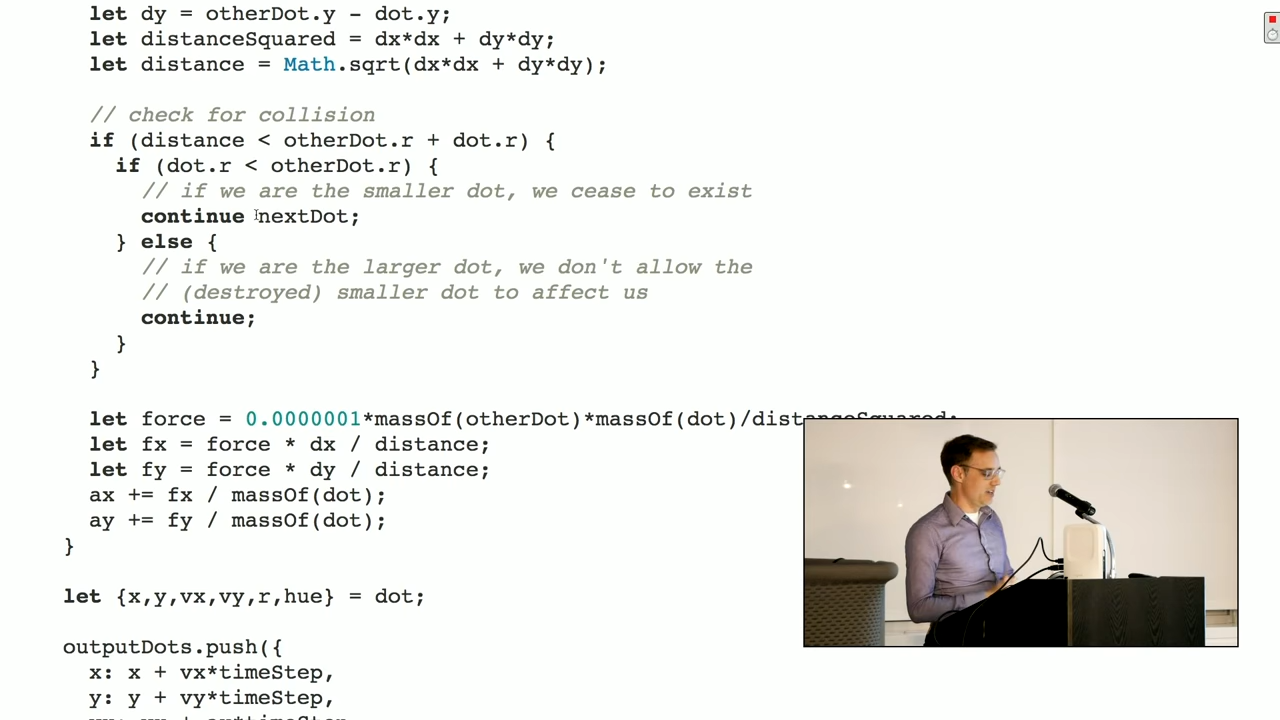 let dy = otherDot.y - dot.y;
let distanceSquared = dx*dx + dy*dy;
let distance = Math.sqrt(dx*dx + dy*dy);
// check for collision
if (distance < otherDot.r + dot.r) {
if (dot.r < otherDot.r) {
// if we are the smaller dot, we cease to exist
continue nextDot;
} else {
// if we are the larger dot, we don't allow the
// (destroyed) smaller dot to affect us
continue;
}
}
let force = 0.0000001*massOf(otherDot)*massOf(dot)/distanceSquared;
let fx = force * dx / distance;
let fy = force * dy / distance;
ax += fx / massOf(dot);
ay += fy / massOf(dot);
}
let {x,y,vx,vy,r,hue} = dot;
outputDots.push({
x: x + vx*timeStep,
y: y + vy*timeStep,